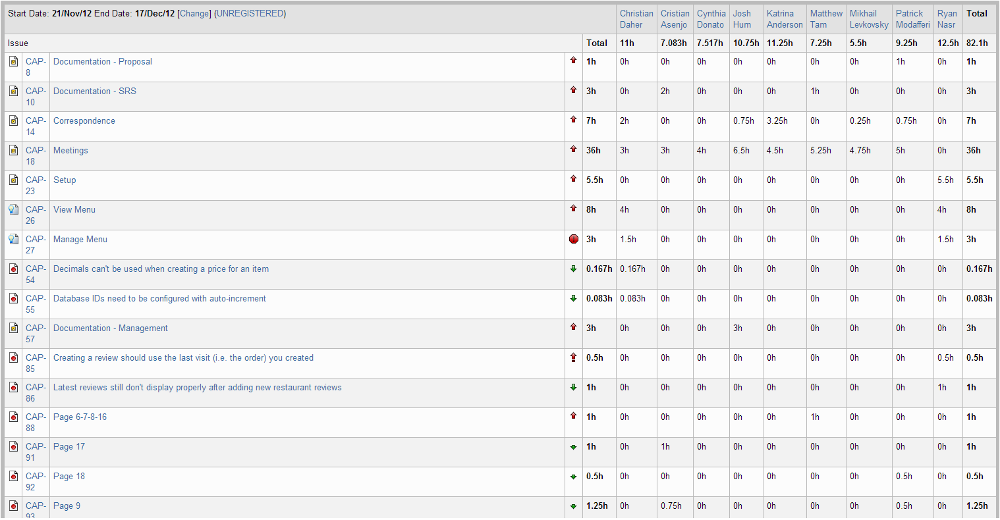 Start Date: 21/Nov/12 End Date: 17/Dec/12 [Change] (UNREGISTERED) Christian Daher Cristian Asenjo Cynthia Donato Josh Hum Katrina Anderson Matthew Tam Mikhail Levkovsky Patrick Modafferi Ryan Nasr Total
Issue Total 11h 7.083h 7.517h 10.75h 11.25h 7.25h 5.5h 9.25h 12.5h 82.1h
CAP-8 Documentation - Proposal 1h 0h 0h 0h 0h 0h 0h 0h 1h 0h 1h
CAP-10 Documentation - SRS 3h 0h 2h 0h 0h 0h 1h 0h 0h 0h 3h
CAP-14 Correspondence 7h 2h 0h 0h 0.75h 3.25h 0h 0.25h 0.75h 0h 7h
CAP-18 Meetings 36h 3h 3h 4h 6.5h 4.5h 5.25h 4.75h 5h 0h 36h
CAP-23 Setup 5.5h 0h 0h 0h 0h 0h 0h 0h 0h 5.5h 5.5h
CAP-26 View Menu 8h 4h 0h 0h 0h 0h 0h 0h 0h 4h 8h
CAP-27 Manage Menu 3h 1.5h 0h 0h 0h 0h 0h 0h 0h 1.5h 3h
CAP-54 Decimals can't be used when creating a price for an item 0.167h 0.167h 0h 0h 0h 0h 0h 0h 0h 0h 0.167h
CAP-55 Database IDs need to be configured with auto-increment 0.083h 0.083h 0h 0h 0h 0h 0h 0h 0h 0h 0.083h
CAP-57 Documentation - Management 3h 0h 0h 0h 3h 0h 0h 0h 0h 0h 3h
CAP-85 Creating a review should use the last visit (i.e. the order) you created 0.5h 0h 0h 0h 0h 0h 0h 0h 0h 0.5h 0.5h
CAP-86 Latest reviews still don't display properly after adding new restaurant reviews 1h 0h 0h 0h 0h 0h 0h 0h 0h 1h 1h
CAP-88 Page 6-7-8-16 1h 0h 0h 0h 0h 0h 1h 0h 0h 0h 1h
CAP-91 Page 17 1h 0h 1h 0h 0h 0h 0h 0h 0h 0h 1h
CAP-92 Page 18 0.5h 0h 0h 0h 0h 0h 0h 0h 0.5h 0h 0.5h
CAP-93 Page 9 1.25h 0h 0.75h 0h 0h 0h 0h 0h 0.5h 0h 1.25h